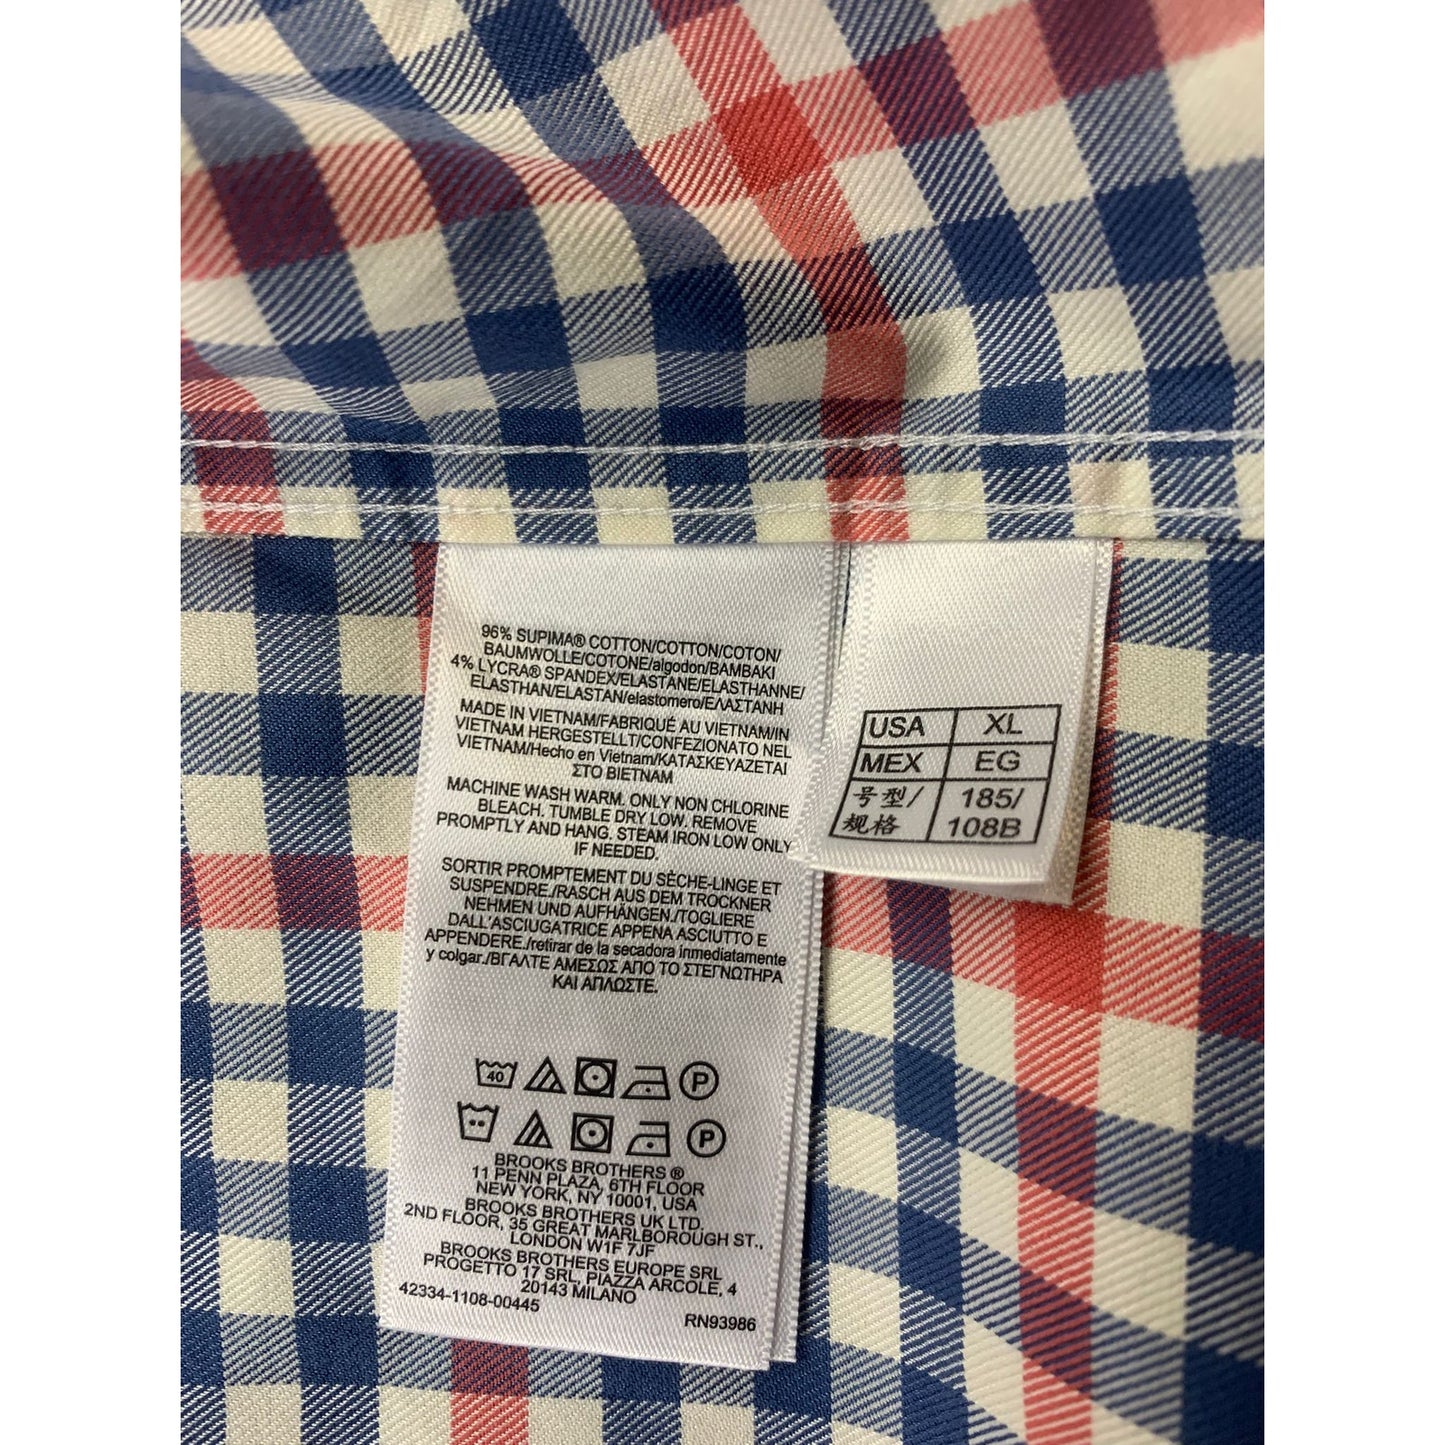 96% SUPIMA® COTTON/COTTON/COTON/
BAUMWOLLE/COTONE/algodon/BAMBAKI
4% LYCRA® SPANDEX/ELASTANE/ELASTHANNE/
ELASTHAN/ELASTAN/elastomero/ΕΛΑΣΤΑΝΗ
MADE IN VIETNAM/FABRIQUÉ AU VIETNAM/IN
VIETNAM HERGESTELLT/CONFEZIONATO NEL
VIETNAM/Hecho en Vietnam/ΚΑΤΑΣΚΕΥΑΖΕΤΑΙ
ΣΤΟ ΒΙΕΤΝΑΜ
MACHINE WASH WARM. ONLY NON CHLORINE
BLEACH. TUMBLE DRY LOW. REMOVE
PROMPTLY AND HANG. STEAM IRON LOW ONLY
IF NEEDED.
SORTIR PROMPTEMENT DU SÈCHE-LINGE ET
SUSPENDRE./RASCH AUS DEM TROCKNER
NEHMEN UND AUFHÄNGEN./TOGLIERE
DALL'ASCIUGATRICE APPENA ASCIUTTO E
APPENDERE./retirar de la secadora inmediatamente
y colgar./ΒΓΑΛΤΕ ΑΜΕΣΩΣ ΑΠΟ ΤΟ ΣΤΕΓΝΩΤΗΡΑ
ΚΑΙ ΑΠΛΩΣΤΕ.
40 P
P
BROOKS BROTHERS ®
11 PENN PLAZA, 6TH FLOOR
NEW YORK, NY 10001, USA
BROOKS BROTHERS UK LTD.
2ND FLOOR, 35 GREAT MARLBOROUGH ST.,
LONDON W1F 7JF
BROOKS BROTHERS EUROPE SRL
PROGETTO 17 SRL, PIAZZA ARCOLE, 4
20143 MILANO
42334-1108-00445
RN93986
USA XL
MEX EG
号型/ 185/
规格 108B